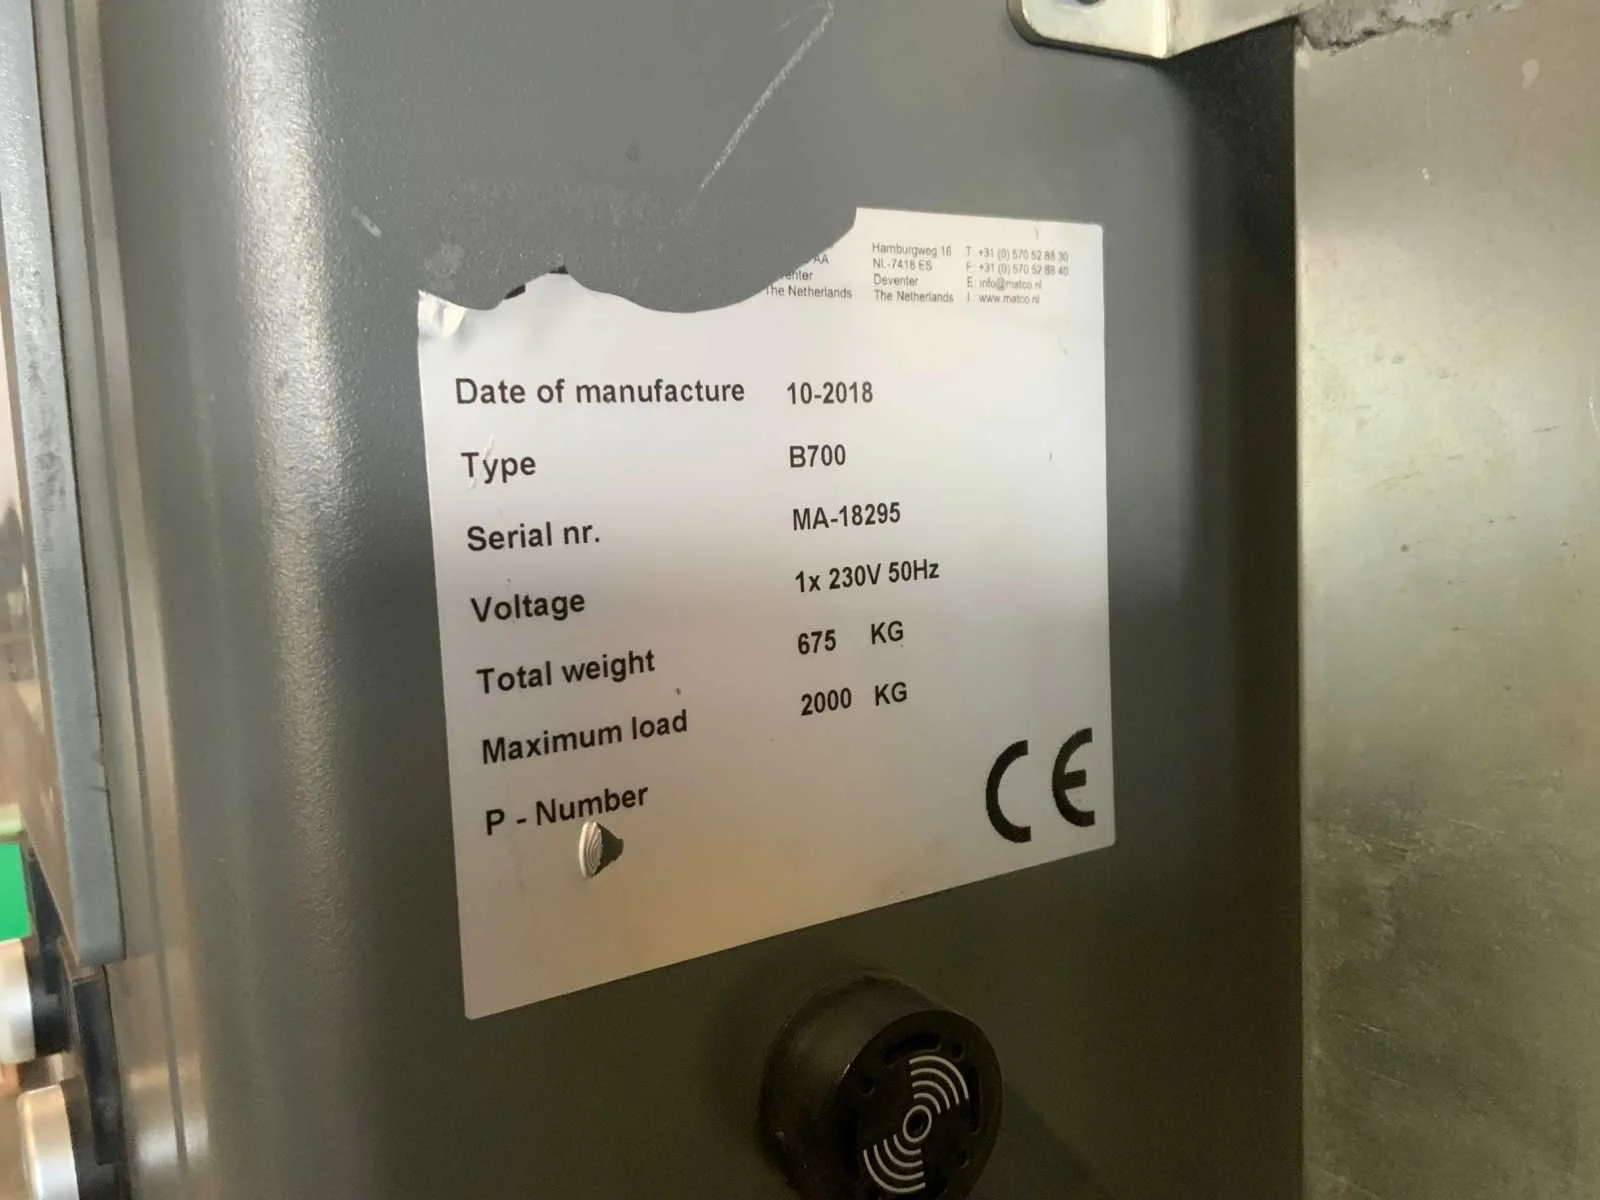 AA
The Netherlands
Hamburgweg 16
NL-7418 ES
Deventer
The Netherlands
T: +31 (0) 570 52 88 30
F: +31 (0) 570 52 88 40
E: info@matco.nl
I: www.matco.nl
Date of manufacture 10-2018
Type B700
Serial nr. MA-18295
Voltage 1x 230V 50Hz
Total weight 675 KG
Maximum load 2000 KG
P - Number
CE